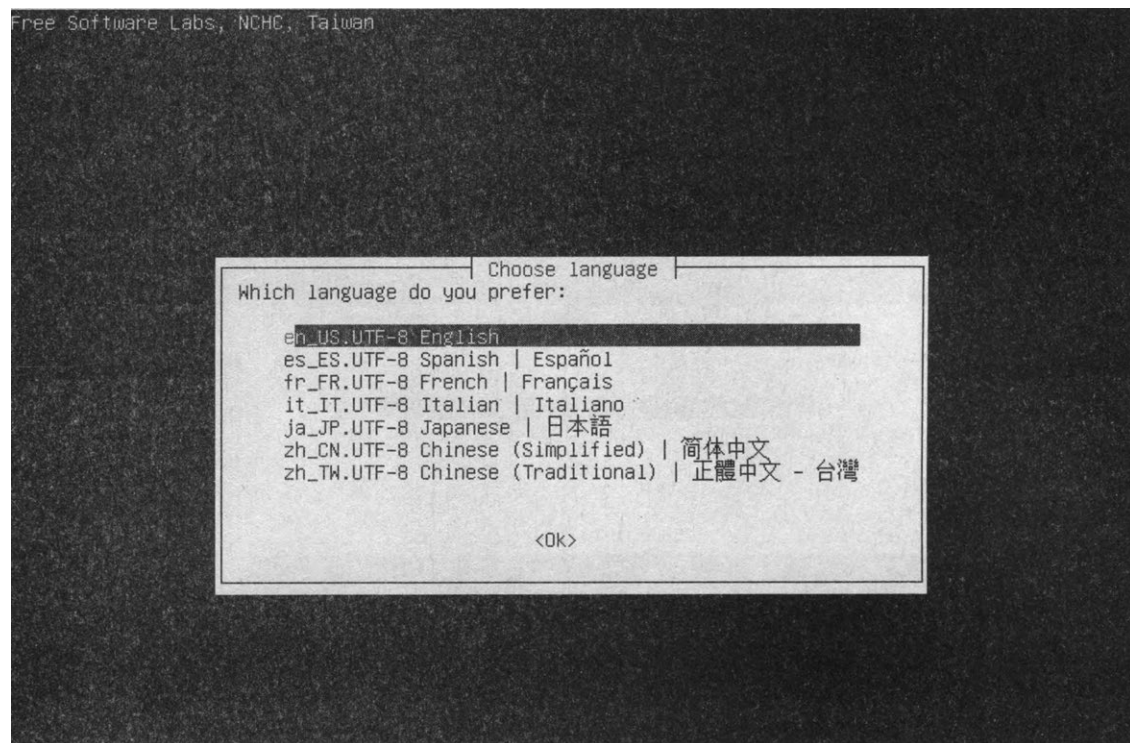 Free Software Labs, NCHC, Taiwan
Choose language
Which language do you prefer:
en_US.UTF-8 English
es_ES.UTF-8 Spanish | Español
fr_FR.UTF-8 French | Français
it_IT.UTF-8 Italian | Italiano
ja_JP.UTF-8 Japanese | 日本語
zh_CN.UTF-8 Chinese (Simplified) | 简体中文
zh_TW.UTF-8 Chinese (Traditional) | 正體中文 - 台灣
<Ok>